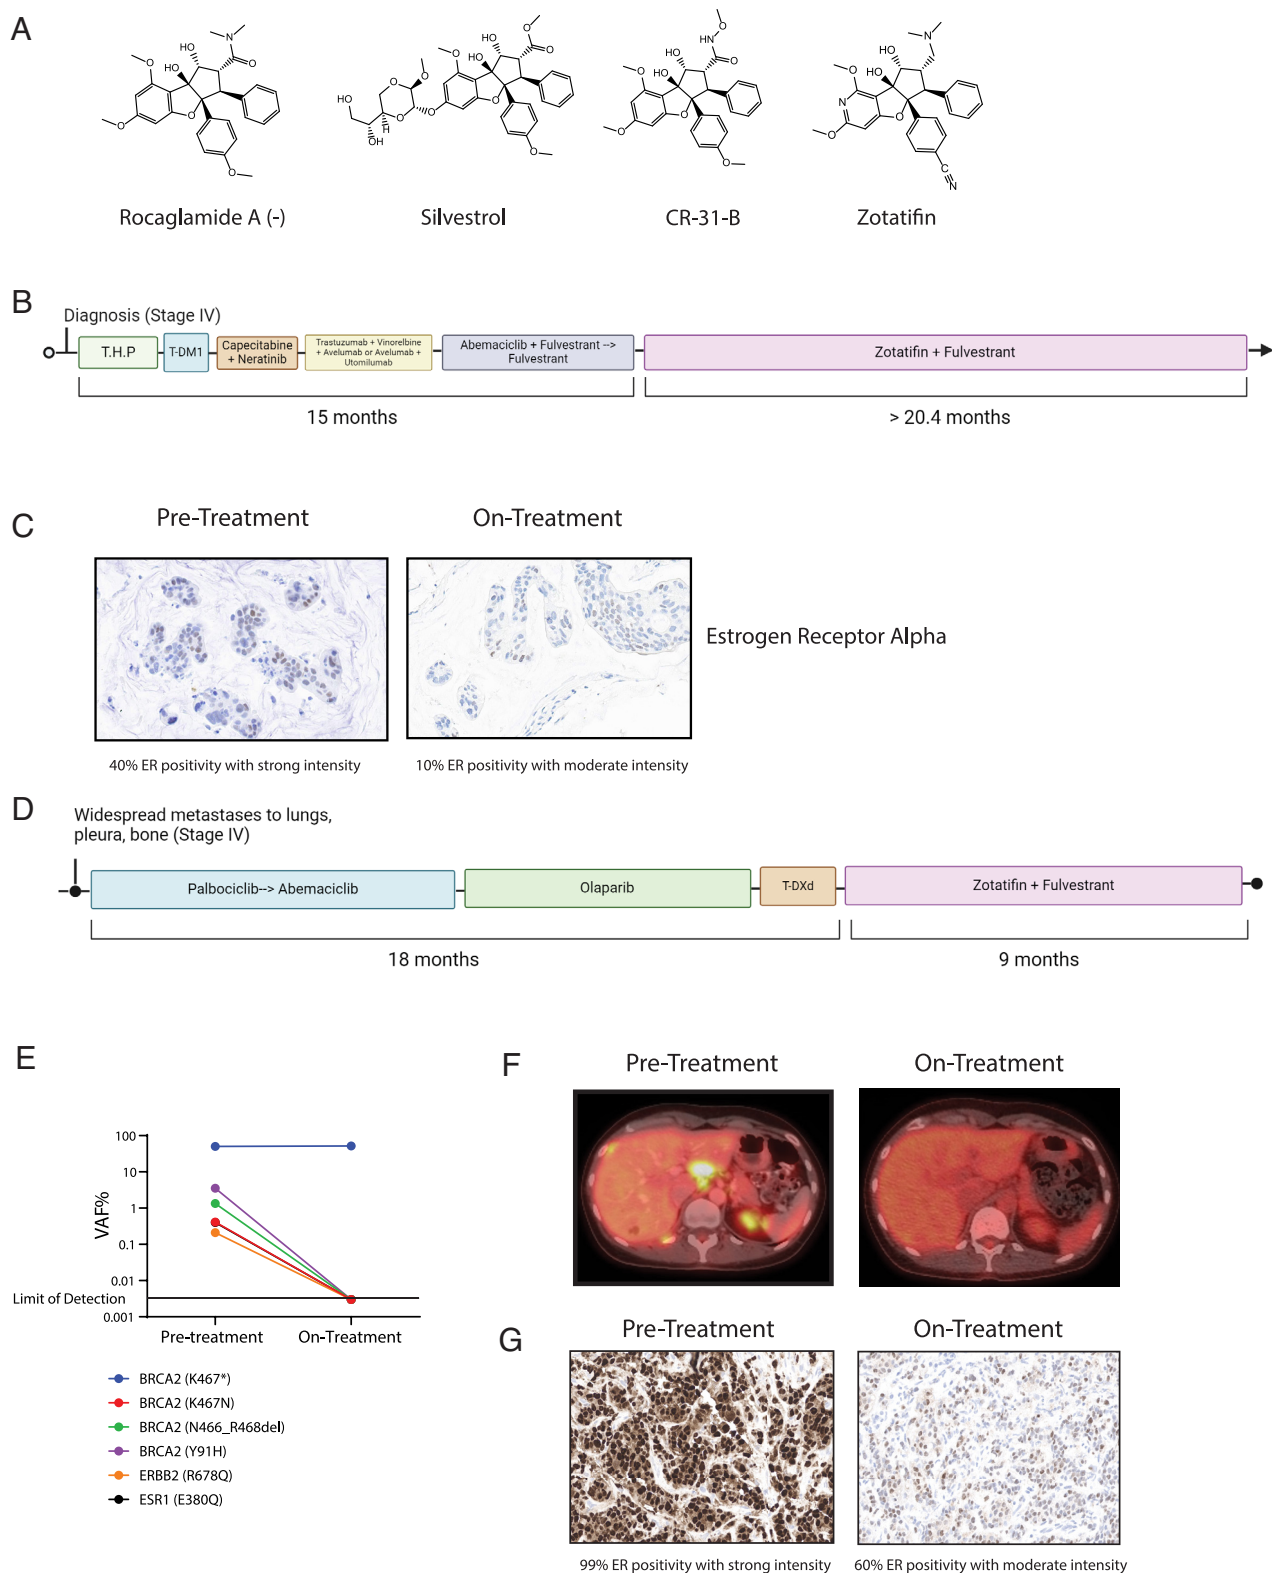 A
Rocaglamide A (-)
Silvestrol
CR-31-B
Zotatifin
B
Diagnosis (Stage IV)
T.H.P
T-DM1
Capecitabine
+ Neratinib
Trastuzumab + Vinorelbine
+ Avelumab or Avelumab +
Utomilumab
Abemaciclib + Fulvestrant -->
Fulvestrant
Zotatifin + Fulvestrant
15 months
> 20.4 months
C
Pre-Treatment
On-Treatment
Estrogen Receptor Alpha
40% ER positivity with strong intensity
10% ER positivity with moderate intensity
D
Widespread metastases to lungs,
pleura, bone (Stage IV)
Palbociclib--> Abemaciclib
Olaparib
T-DXd
Zotatifin + Fulvestrant
18 months
9 months
E
VAF%
100
10
1
0.1
0.01
0.001
Limit of Detection
Pre-treatment
On-Treatment
BRCA2 (K467*)
BRCA2 (K467N)
BRCA2 (N466_R468del)
BRCA2 (Y91H)
ERBB2 (R678Q)
ESR1 (E380Q)
F
Pre-Treatment
On-Treatment
G
Pre-Treatment
On-Treatment
99% ER positivity with strong intensity
60% ER positivity with moderate intensity